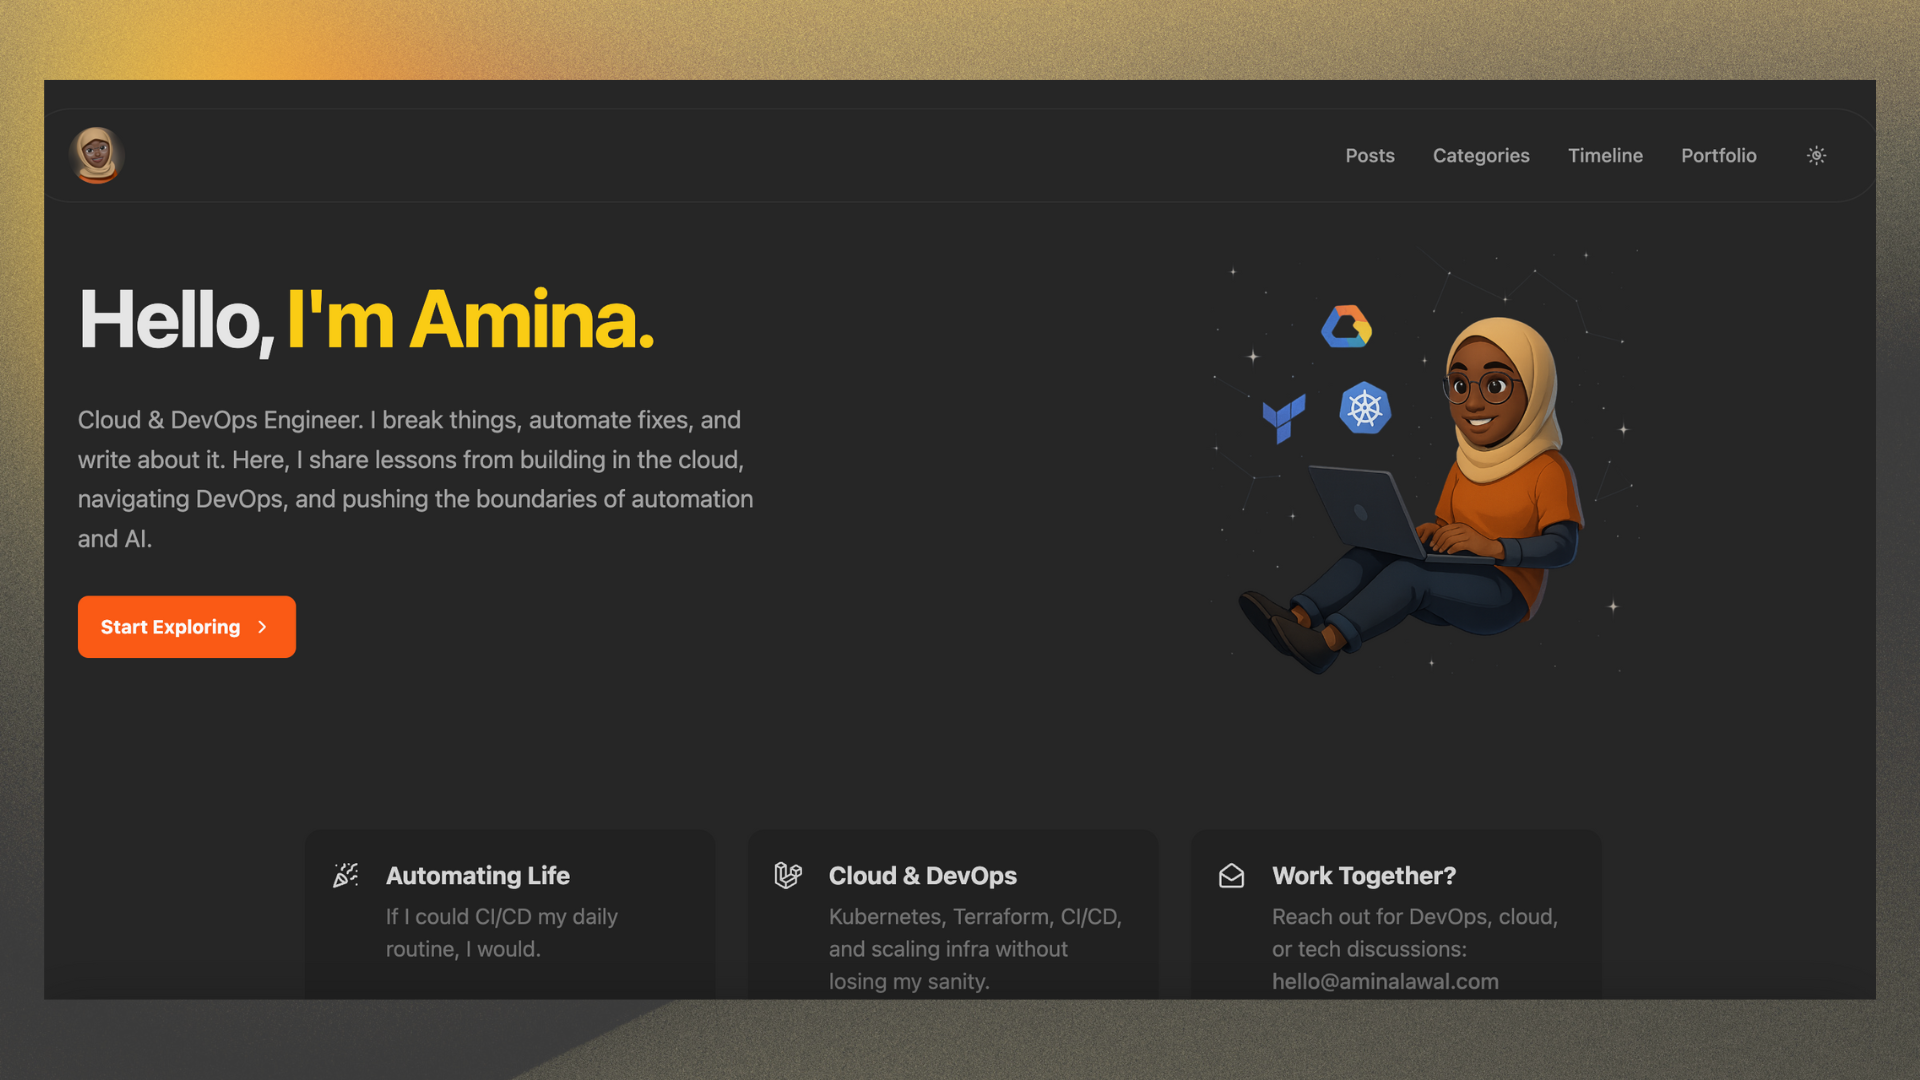 Posts
Categories
Timeline
Portfolio
Hello, I'm Amina.
Cloud & DevOps Engineer. I break things, automate fixes, and
write about it. Here, I share lessons from building in the cloud,
navigating DevOps, and pushing the boundaries of automation
and AI.
Start Exploring
Automating Life
If I could CI/CD my daily
routine, I would.
Cloud & DevOps
Kubernetes, Terraform, CI/CD,
and scaling infra without
losing my sanity.
Work Together?
Reach out for DevOps, cloud,
or tech discussions:
hello@aminalawal.com